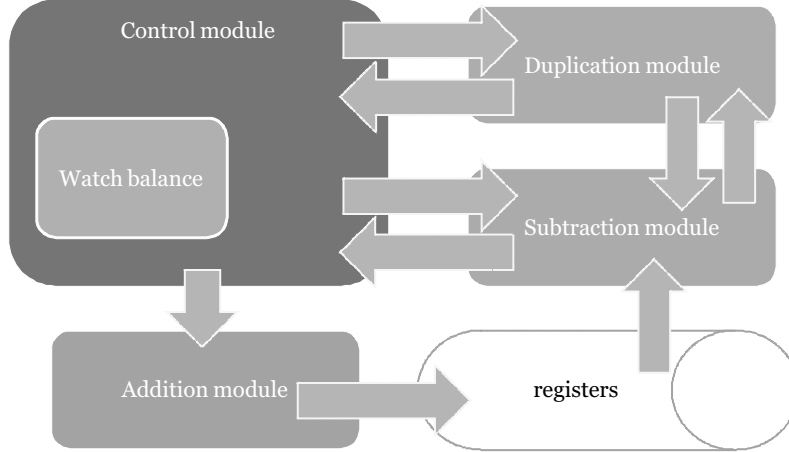 Control module
Duplication module
Watch balance
Subtraction module
Addition module
registers